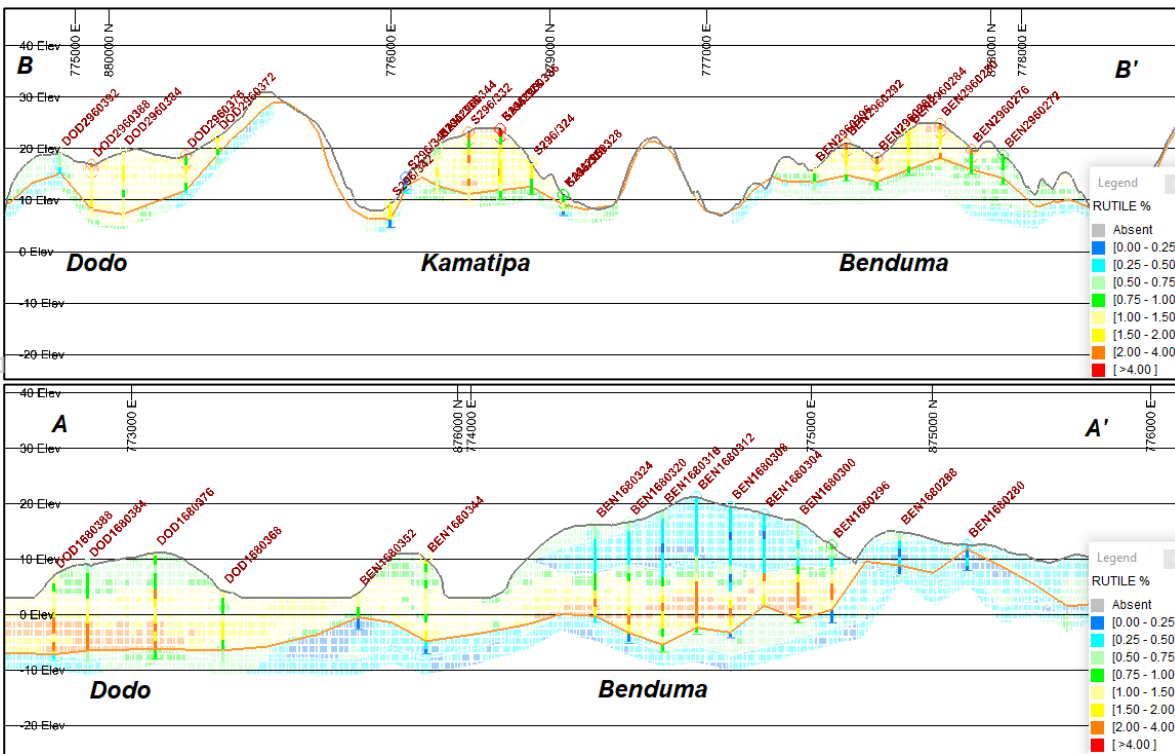 775000 E
880000 N
776000 E
777000 E
778000 E
40 Elev
B
B'
30 Elev
20 Elev
10 Elev
0 Elev
-10 Elev
-20 Elev
DOD2960392
DOD2960388
DOD2960384
DOD2960376
DOD2960372
S296/342
S296/332
S296/324
BEN2960292
BEN2960284
BEN2960276
BEN2960272
Dodo
Kamatipa
Benduma
Legend
RUTILE %
Absent
[0.00 - 0.25
[0.25 - 0.50
[0.50 - 0.75
[0.75 - 1.00
[1.00 - 1.50
[1.50 - 2.00
[2.00 - 4.00
[ >4.00 ]
40 Elev
773000 E
876000 N
774000 E
775000 E
875000 N
776000 E
A
A'
30 Elev
20 Elev
10 Elev
0 Elev
-10 Elev
-20 Elev
DOD1680388
DOD1680384
DOD1680376
DOD1680368
BEN1680352
BEN1680344
BEN1680324
BEN1680320
BEN1680316
BEN1680312
BEN1680308
BEN1680304
BEN1680300
BEN1680296
BEN1680288
BEN1680280
Dodo
Benduma
Legend
RUTILE %
Absent
[0.00 - 0.25
[0.25 - 0.50
[0.50 - 0.75
[0.75 - 1.00
[1.00 - 1.50
[1.50 - 2.00
[2.00 - 4.00
[ >4.00 ]